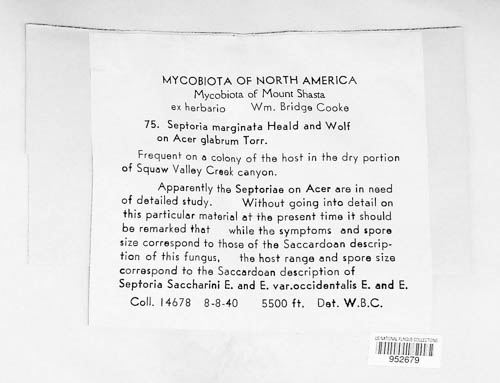 MYCOBIOTA OF NORTH AMERICA
Mycobiota of Mount Shasta
ex herbario Wm. Bridge Cooke
75. Septoria marginata Heald and Wolf
on Acer glabrum Torr.
Frequent on a colony of the host in the dry portion
of Squaw Valley Creek canyon.
Apparently the Septoriae on Acer are in need
of detailed study. Without going into detail on
this particular material at the present time it should
be remarked that while the symptoms and spore
size correspond to those of the Saccardoan descrip-
tion of this fungus, the host range and spore size
correspond to the Saccardoan description of
Septoria Saccharini E. and E. var.occidentalis E. and E.
Coll. 14678 8-8-40 5500 ft. Det. W.B.C.
US NATIONAL FUNGUS COLLECTIONS
952679